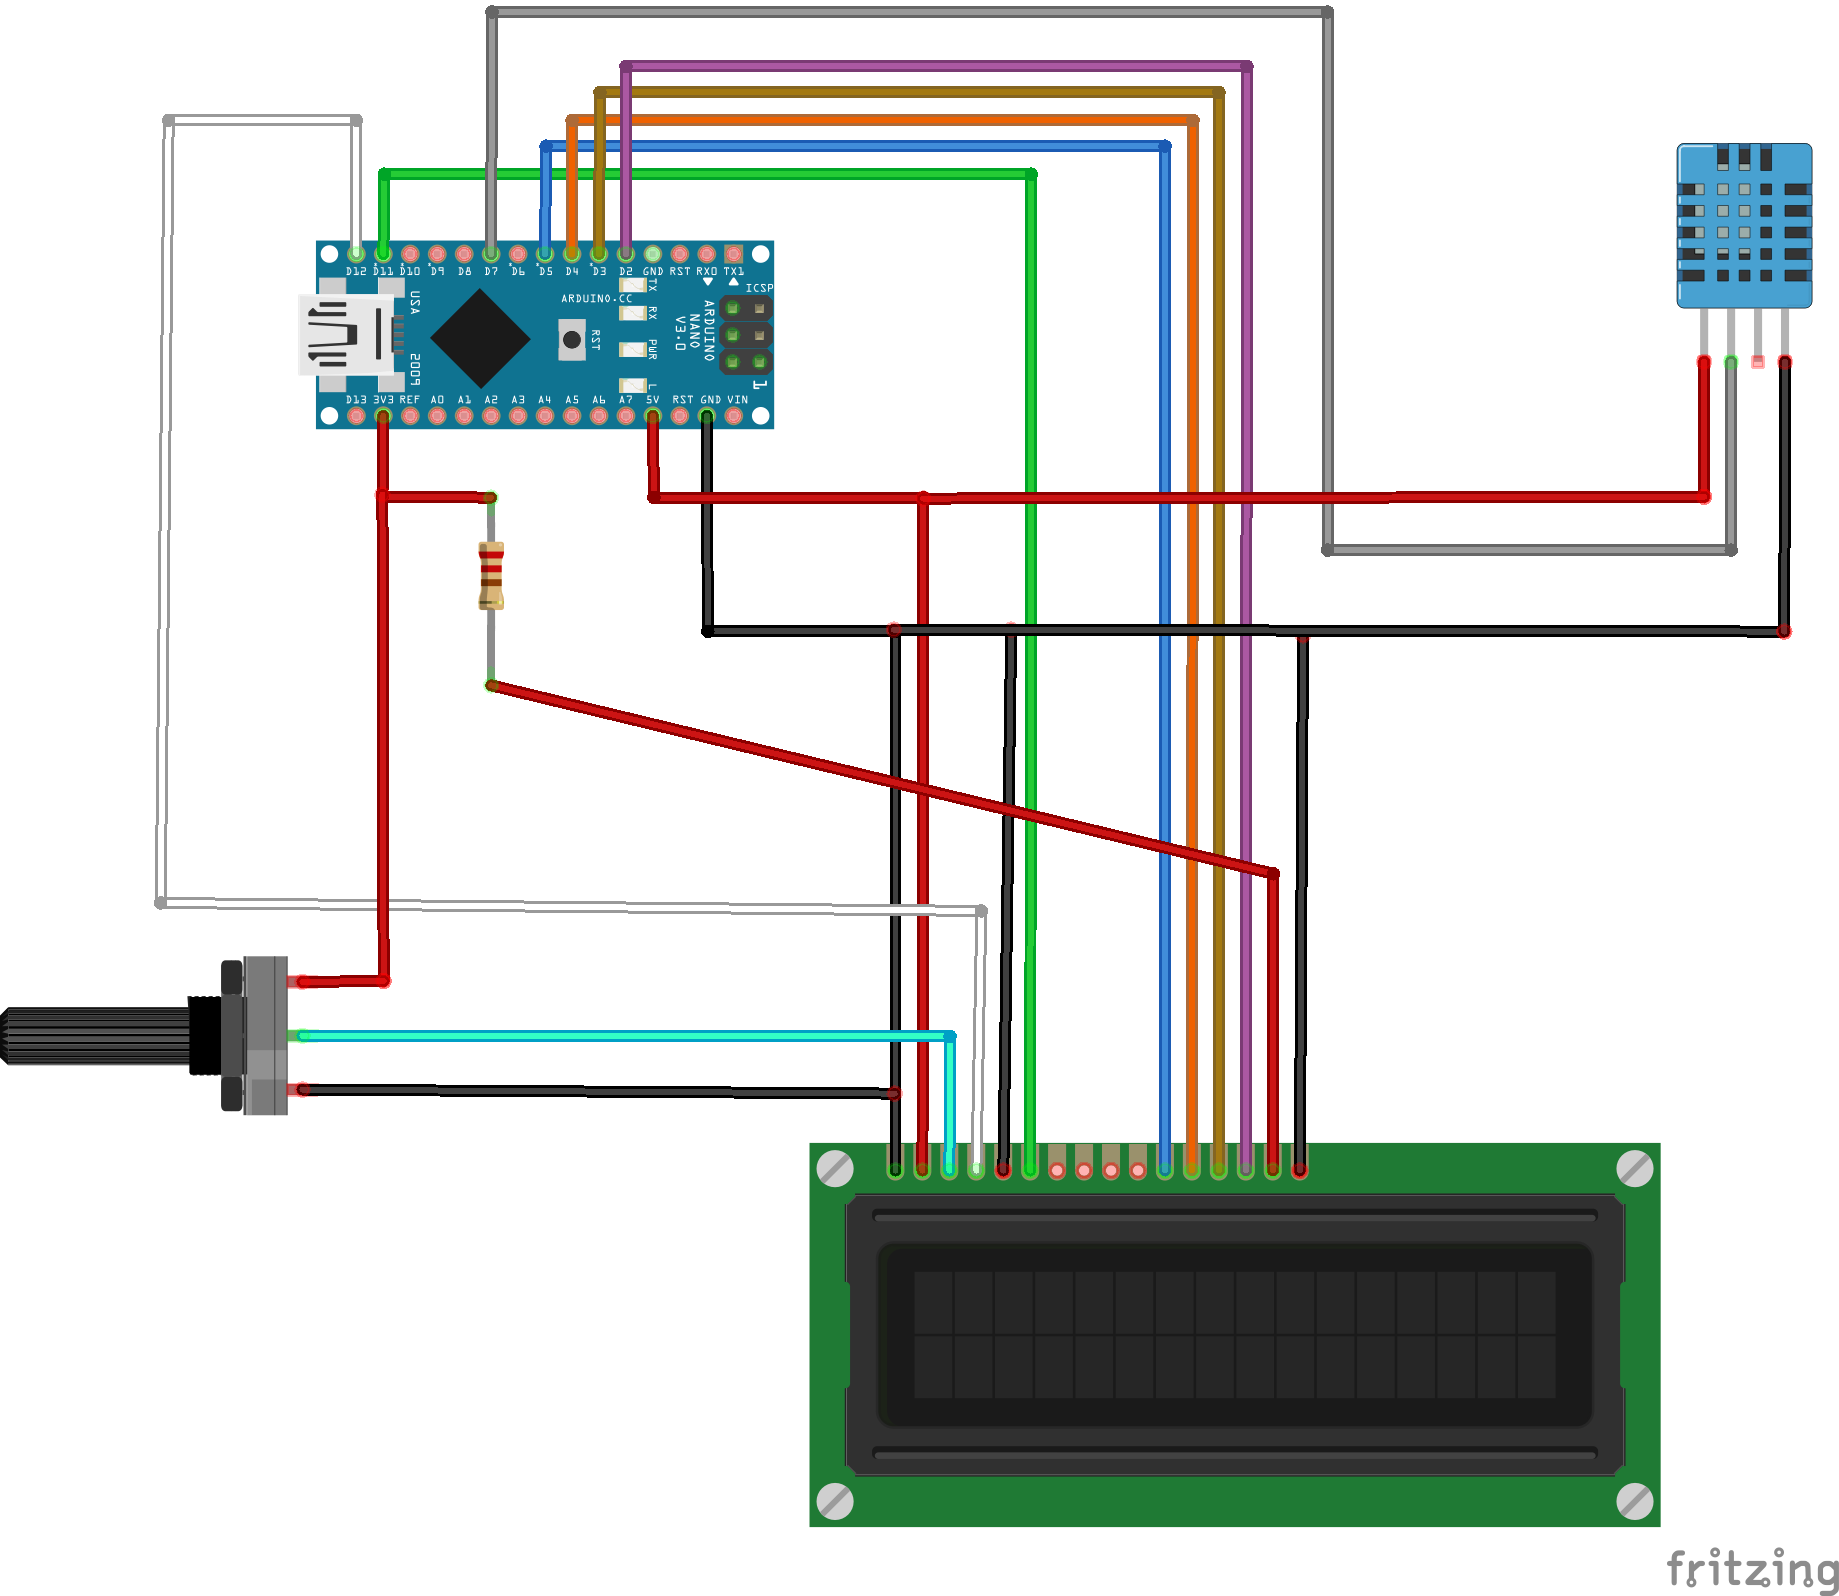 D12 D11 D10 D9 D8 D7 D6 D5 D4 D3 D2 GND RST RX0 TX1
USA
ARDUINO.CC
TX
RX
PWR
L
RST
ICSP
ARDUINO
NANO
V3.0
1
5009
D13 3V3 REF A0 A1 A2 A3 A4 A5 A6 A7 5V RST GND VIN
fritzing